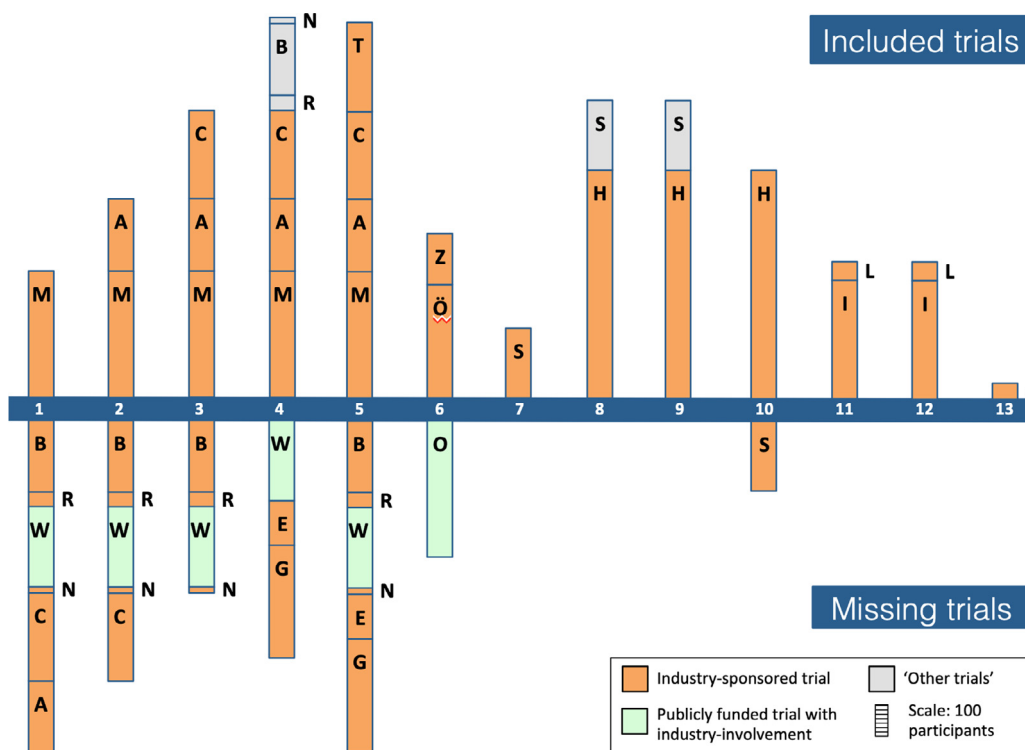 N
B
T
Included trials
R
C
C
C
S
S
A
A
A
A
H
H
H
Z
L
L
M
M
M
M
M
Ö
I
I
S
1 2 3 4 5 6 7 8 9 10 11 12 13
B
B
B
W
B
O
S
R
R
R
R
W
W
W
E
W
G
N
N
N
N
Missing trials
C
C
E
G
A
Industry-sponsored trial
'Other trials'
Publicly funded trial with
industry-involvement
Scale: 100
participants